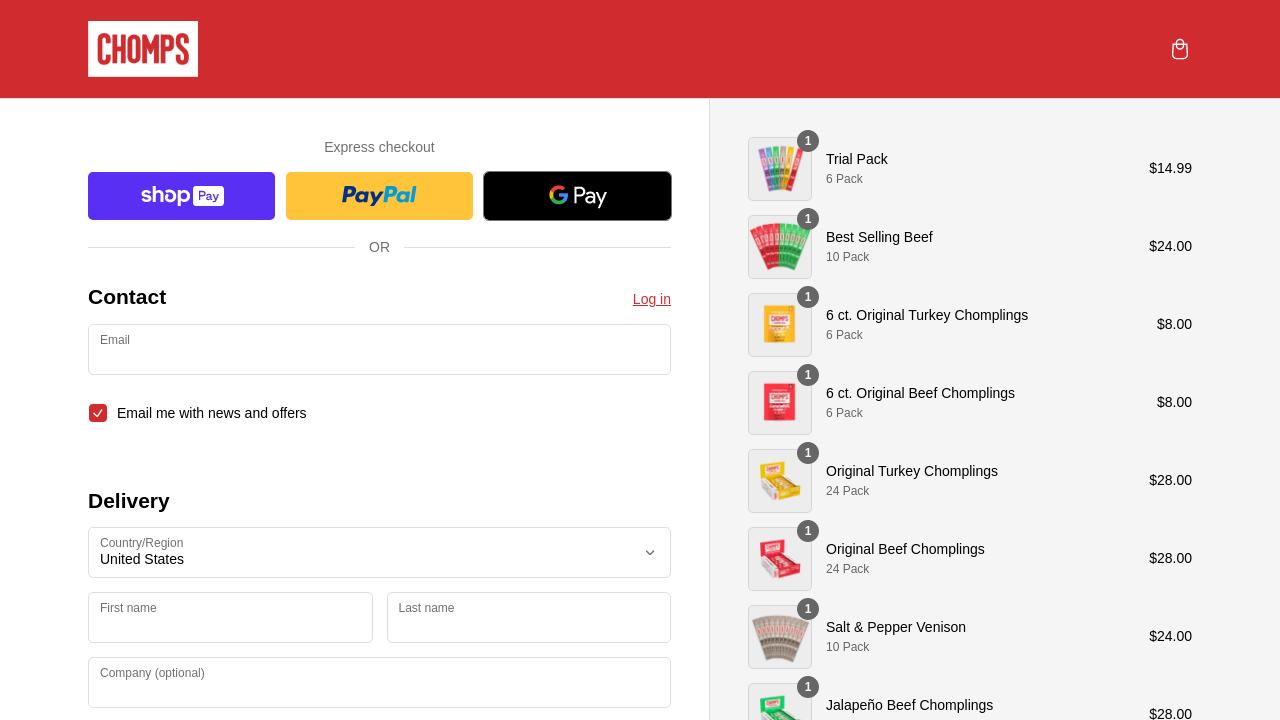 CHOMPS
Express checkout
shop Pay
PayPal
G Pay
OR
Contact
Log in
Email
Email me with news and offers
Delivery
Country/Region
United States
First name
Last name
Company (optional)
1
Trial Pack
6 Pack
$14.99
1
Best Selling Beef
10 Pack
$24.00
CHOMPS
1
6 ct. Original Turkey Chomplings
6 Pack
$8.00
CHOMPS
1
6 ct. Original Beef Chomplings
6 Pack
$8.00
1
Original Turkey Chomplings
24 Pack
$28.00
1
Original Beef Chomplings
24 Pack
$28.00
1
Salt & Pepper Venison
10 Pack
$24.00
1
Jalapeño Beef Chomplings
$28.00